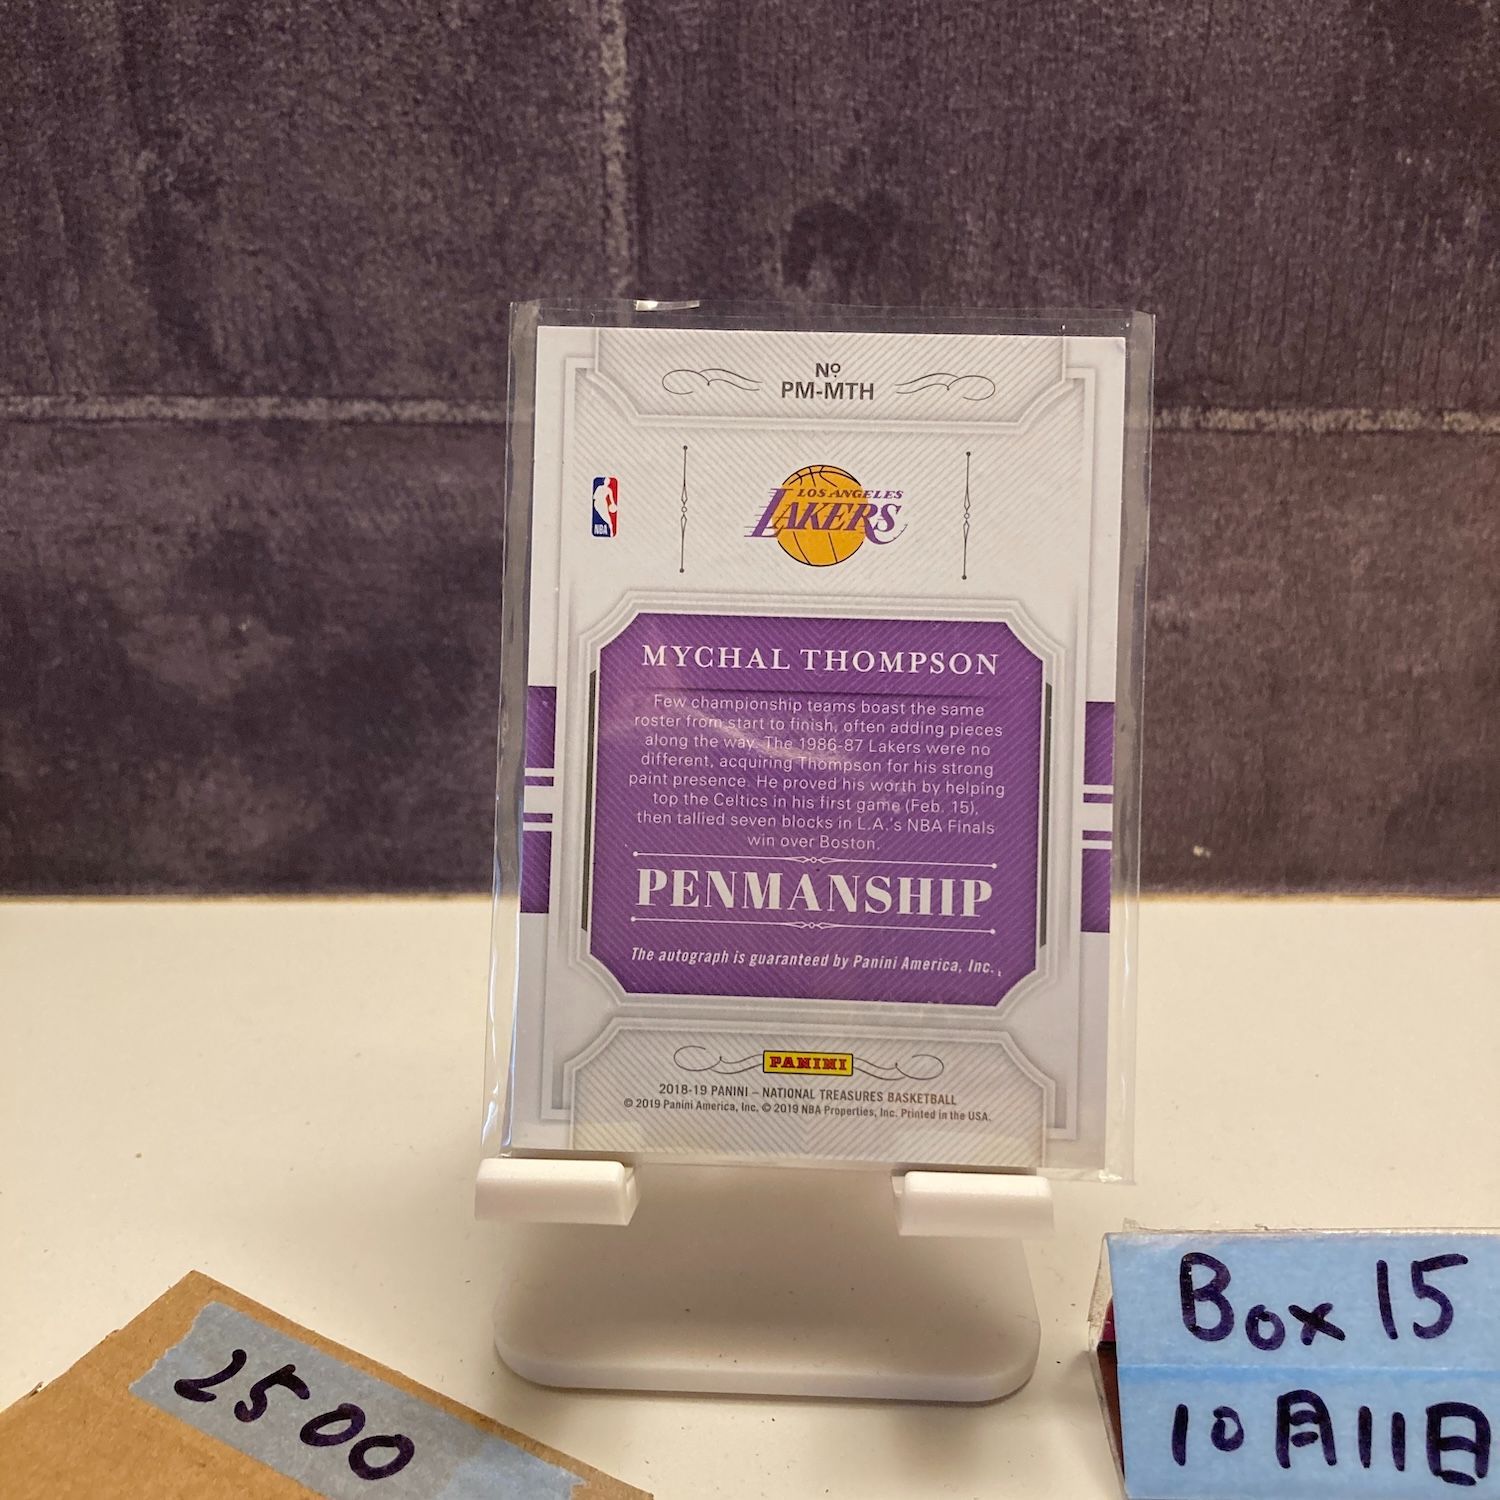 Nº
PM-MTH
NBA
LOS ANGELES
LAKERS
MYCHAL THOMPSON
Few championship teams boast the same
roster from start to finish, often adding pieces
along the way. The 1986-87 Lakers were no
different, acquiring Thompson for his strong
paint presence. He proved his worth by helping
top the Celtics in his first game (Feb. 15),
then tallied seven blocks in L.A.'s NBA Finals
win over Boston.
PENMANSHIP
The autograph is guaranteed by Panini America, Inc.
PANINI
2018-19 PANINI – NATIONAL TREASURES BASKETBALL
© 2019 Panini America, Inc. © 2019 NBA Properties, Inc. Printed in the USA.
2500
Box 15
10月11日